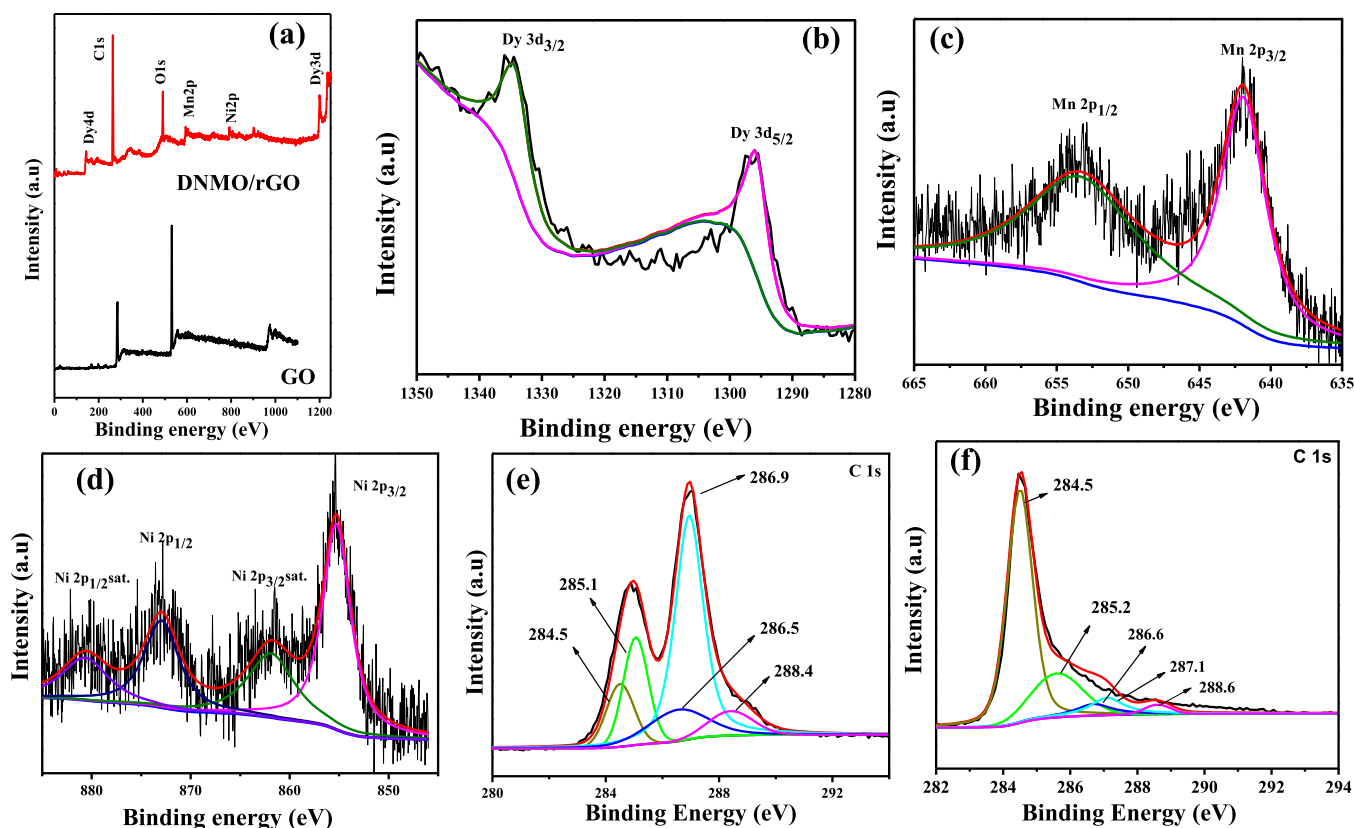 (a)
C1s
O1s
Dy4d
Mn2p
Ni2p
Dy3d
DNMO/rGO
GO
Intensity (a.u)
0 200 400 600 800 1000 1200
Binding energy (eV)
(b)
Dy 3d3/2
Dy 3d5/2
Intensity (a.u)
1350 1340 1330 1320 1310 1300 1290 1280
Binding energy (eV)
(c)
Mn 2p3/2
Mn 2p1/2
Intensity (a.u)
665 660 655 650 645 640 635
Binding energy (eV)
(d)
Ni 2p3/2
Ni 2p1/2
Ni 2p1/2sat.
Ni 2p3/2sat.
Intensity (a.u)
880 870 860 850
Binding energy (eV)
(e)
C 1s
286.9
285.1
284.5
286.5
288.4
Intensity (a.u)
280 284 288 292
Binding Energy (eV)
(f)
C 1s
284.5
285.2
286.6
287.1
288.6
Intensity (a.u)
282 284 286 288 290 292 294
Binding Energy (eV)